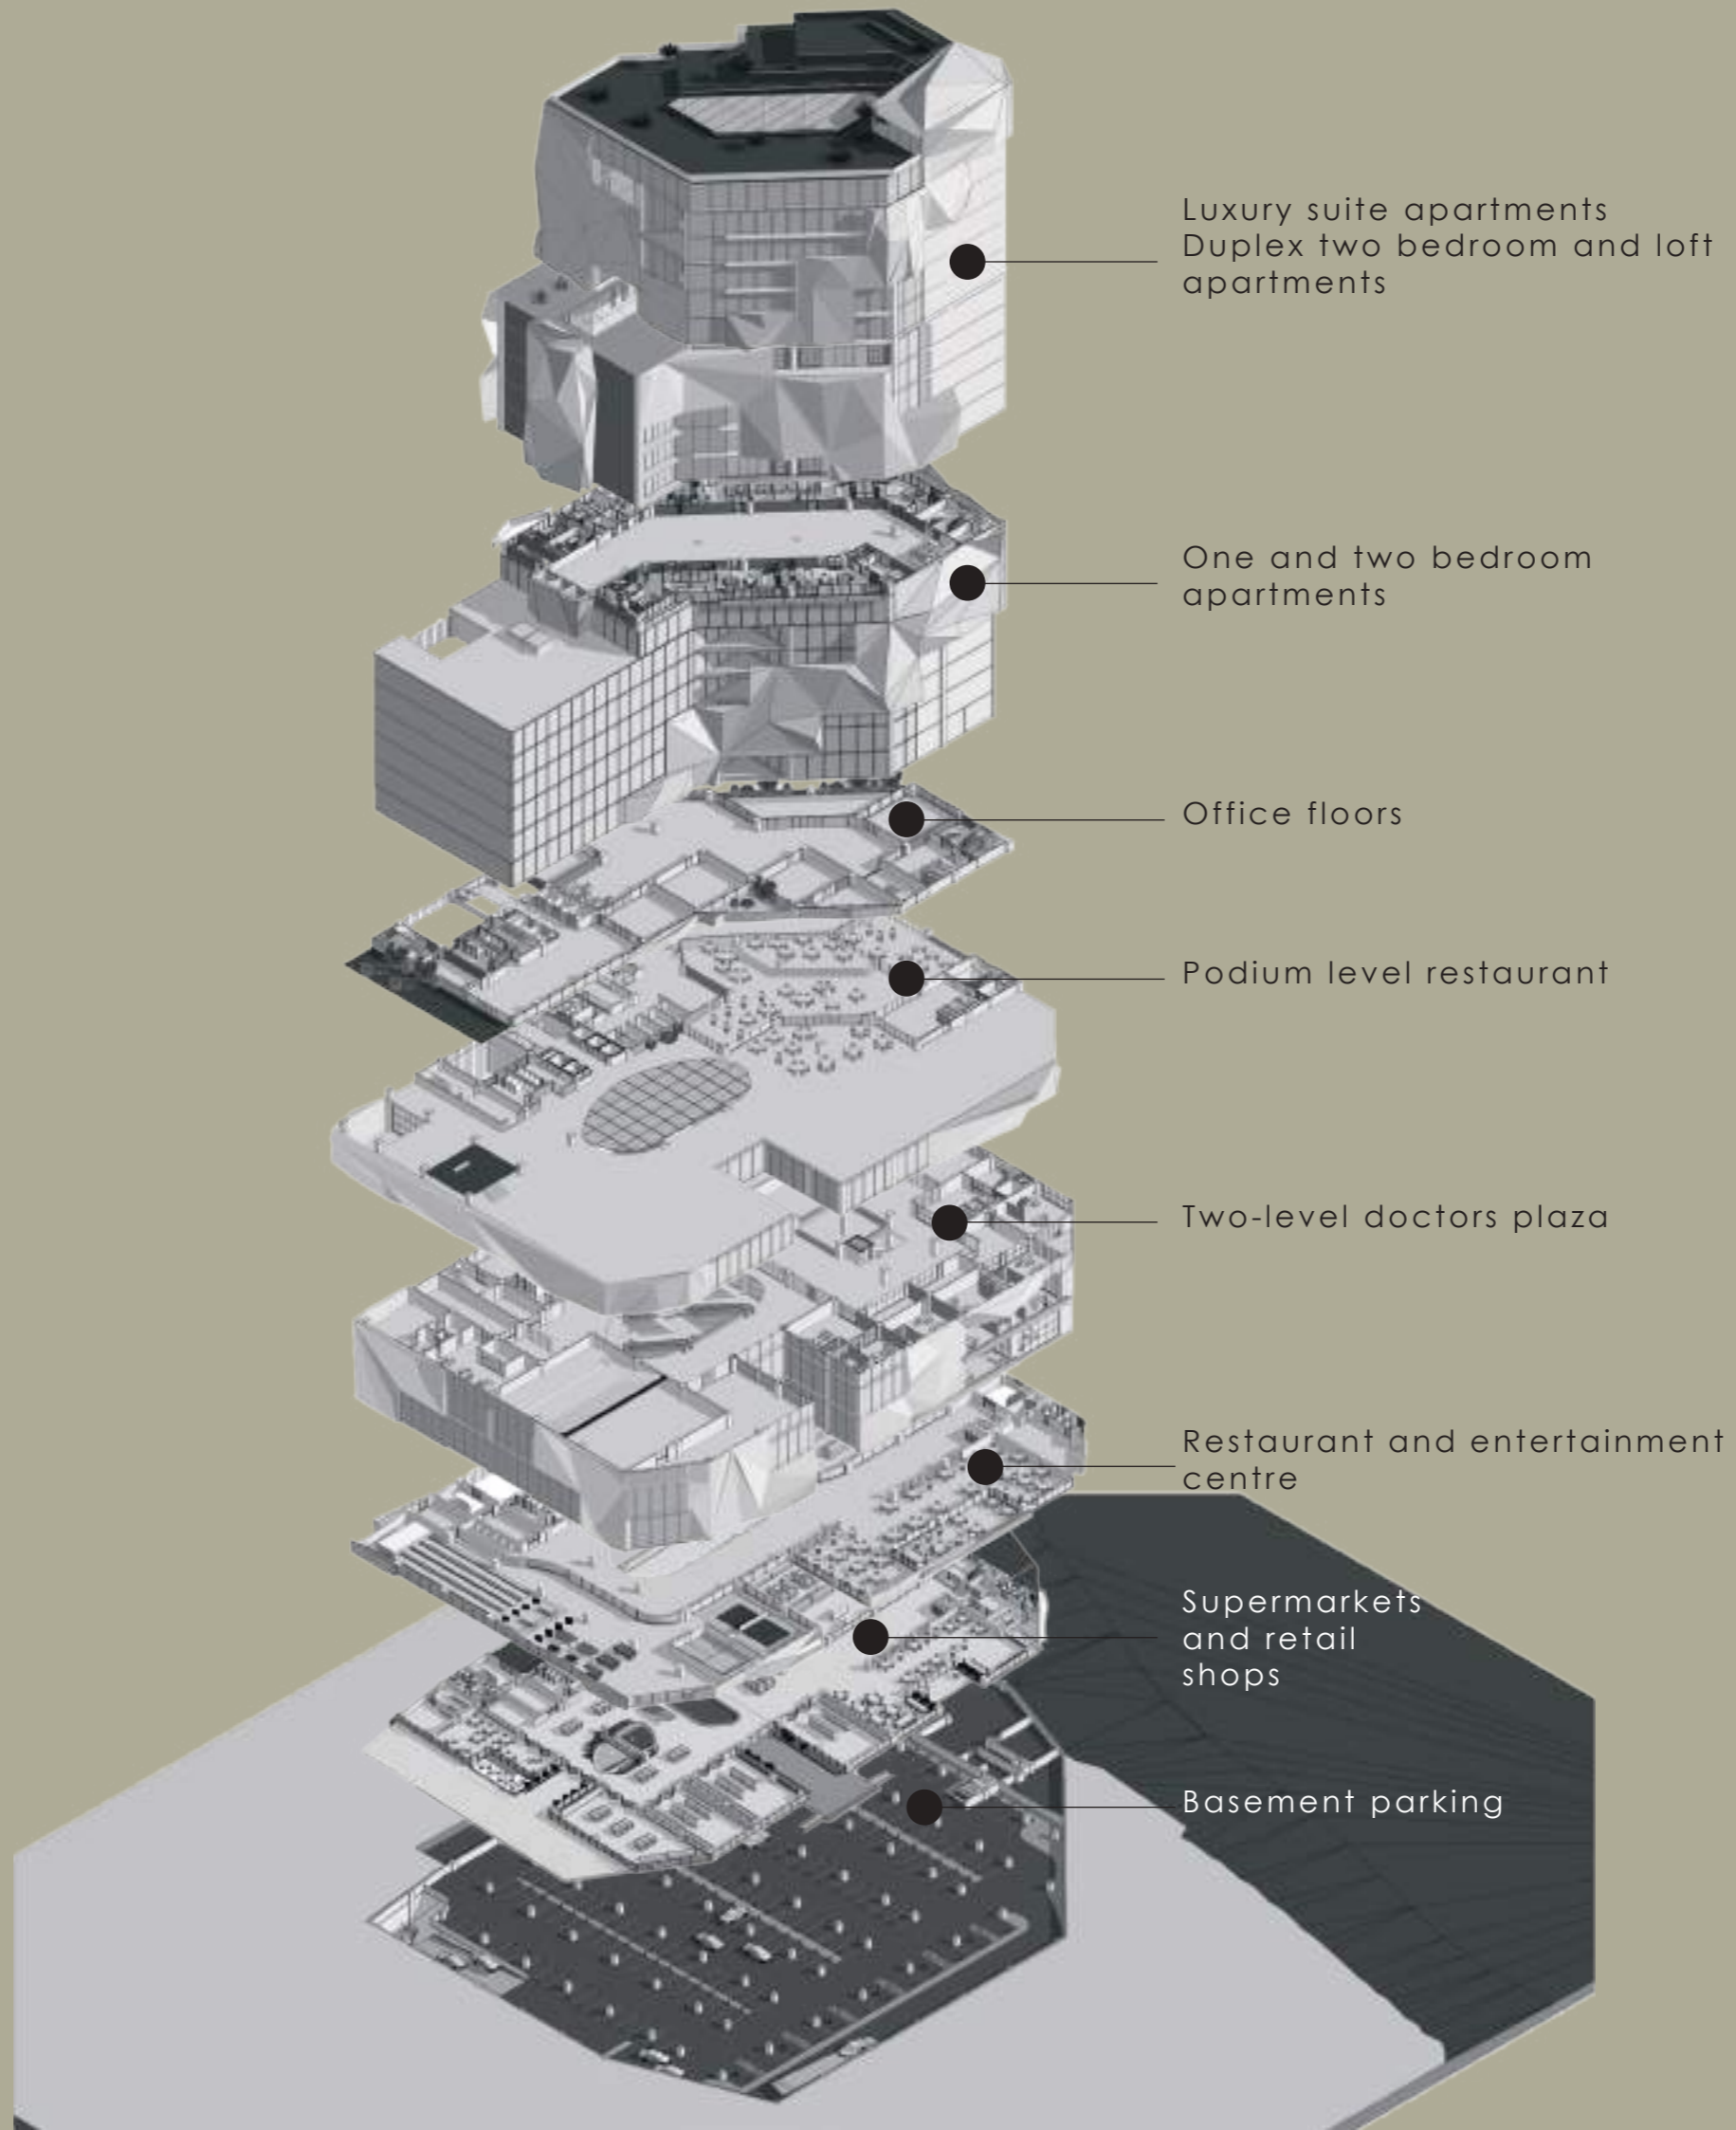 Luxury suite apartments
Duplex two bedroom and loft
apartments
One and two bedroom
apartments
Office floors
Podium level restaurant
Two-level doctors plaza
Restaurant and entertainment
centre
Supermarkets
and retail
shops
Basement parking